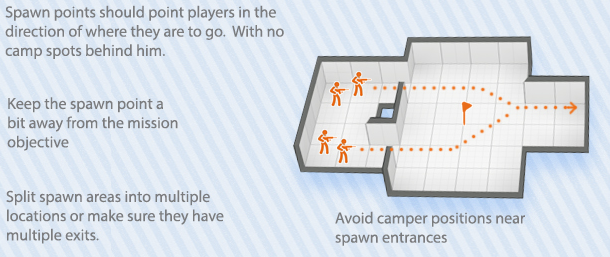 Spawn points should point players in the
direction of where they are to go.  With no
camp spots behind him.
Keep the spawn point a
bit away from the mission
objective
Split spawn areas into multiple
locations or make sure they have
multiple exits.
Avoid camper positions near
spawn entrances